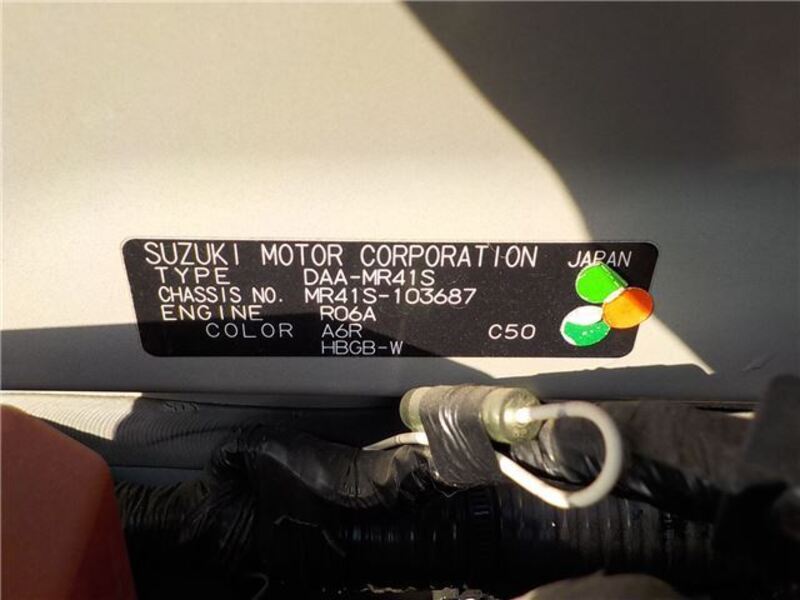 SUZUKI MOTOR CORPORATION JAPAN
TYPE DAA-MR41S
CHASSIS NO. MR41S-103687
ENGINE R06A
COLOR A6R C50
HBGB-W